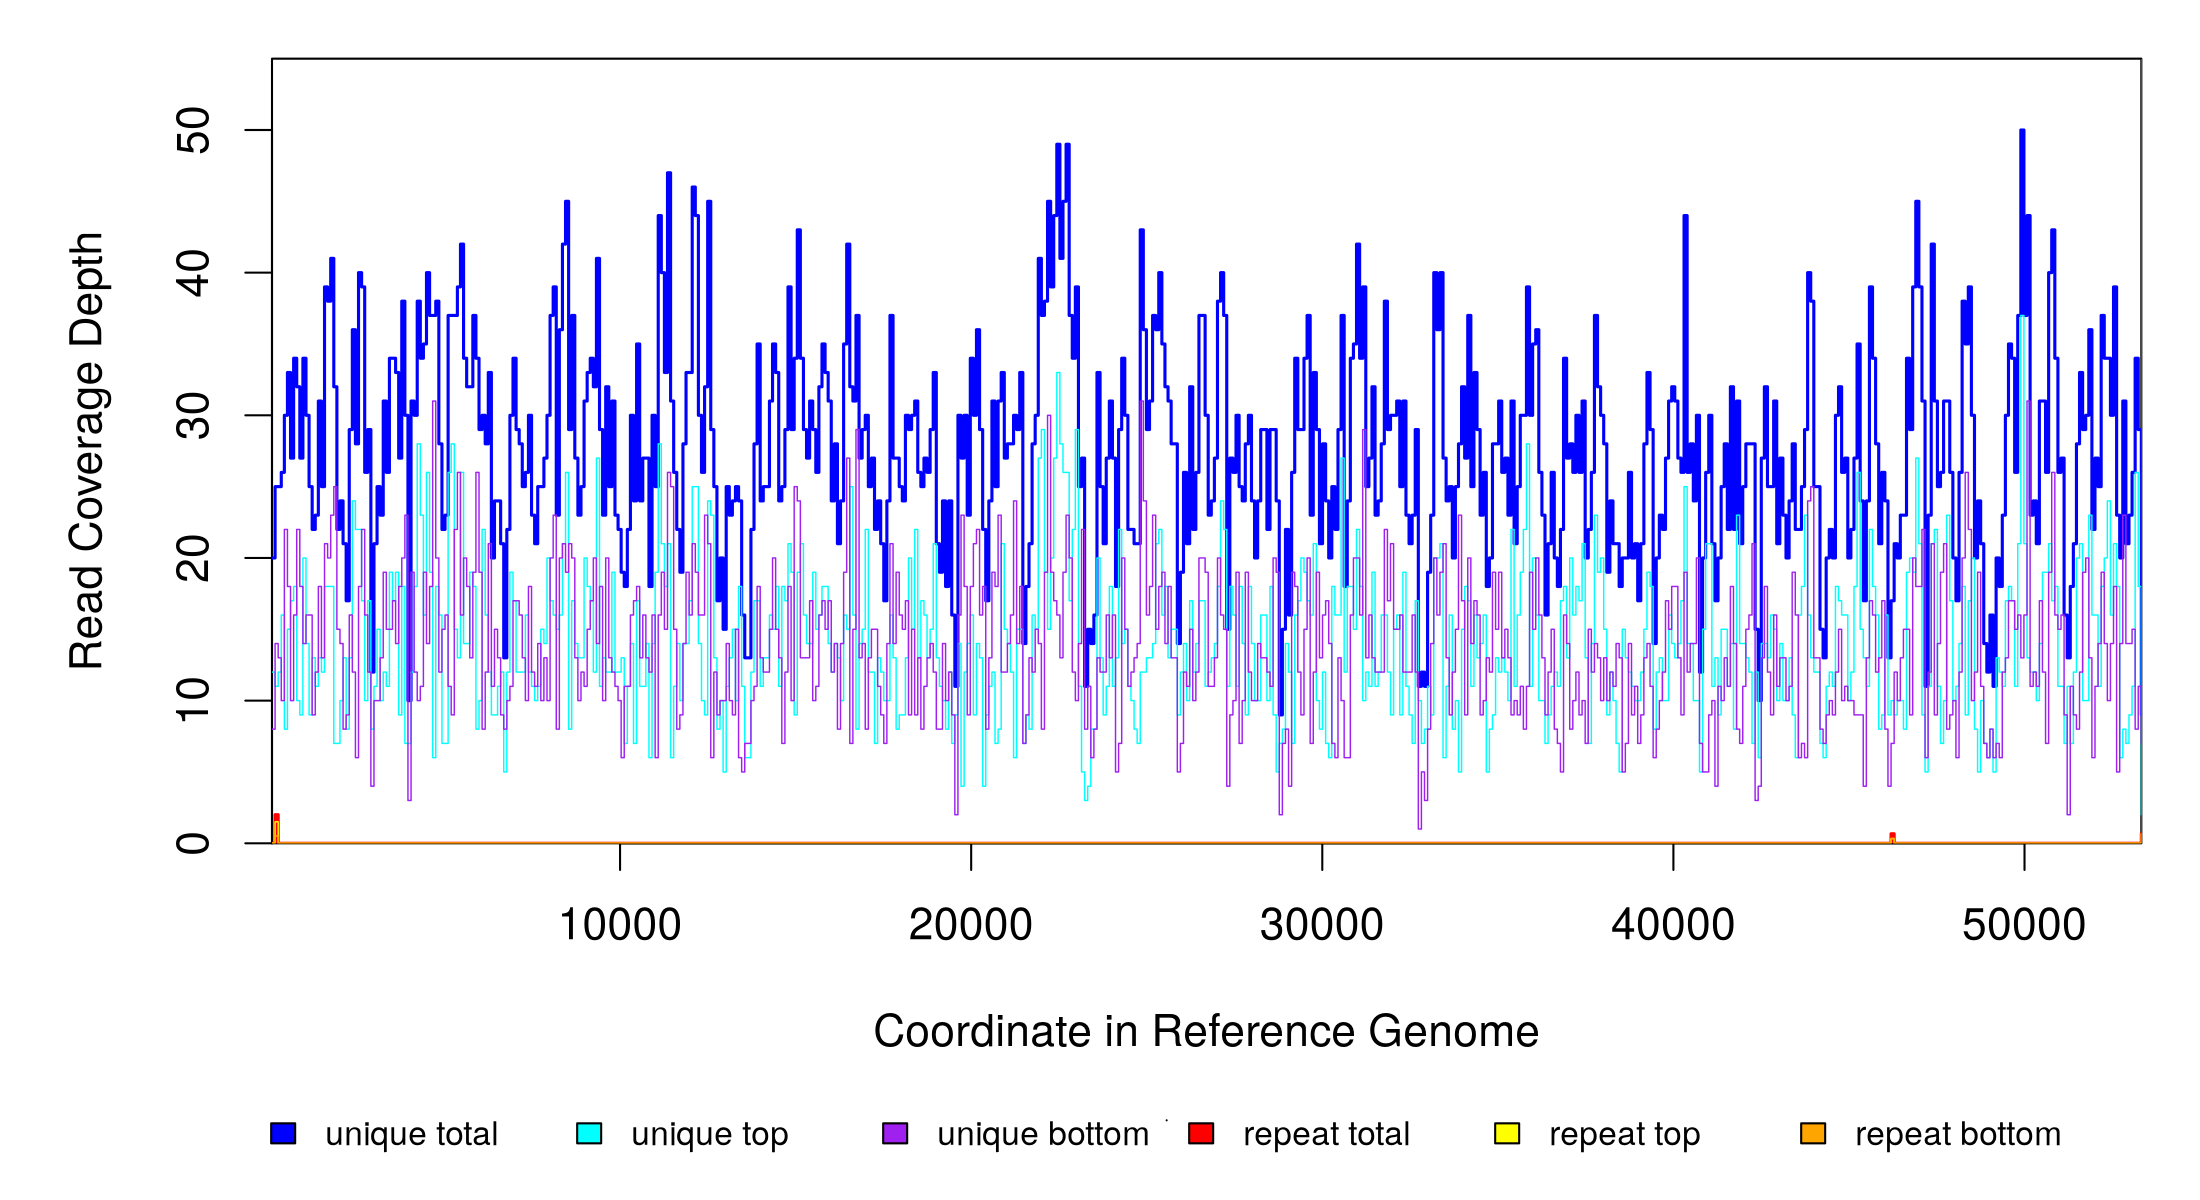 50
40
30
20
10
0
Read Coverage Depth
10000 20000 30000 40000 50000
Coordinate in Reference Genome
unique total unique top unique bottom repeat total repeat top repeat bottom